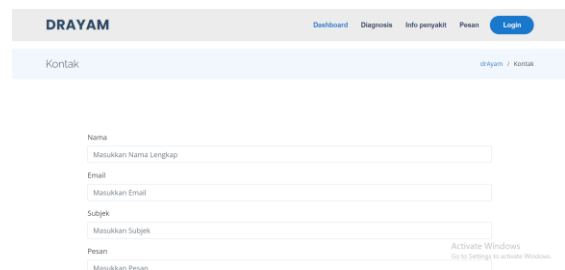 DRAYAM
Dashboard Diagnosis Info penyakit Pesan Login
Kontak
drAyam / Kontak
Nama
Masukkan Nama Lengkap
Email
Masukkan Email
Subjek
Masukkan Subjek
Pesan
Masukkan Pesan
Activate Windows
Go to Settings to activate Windows.